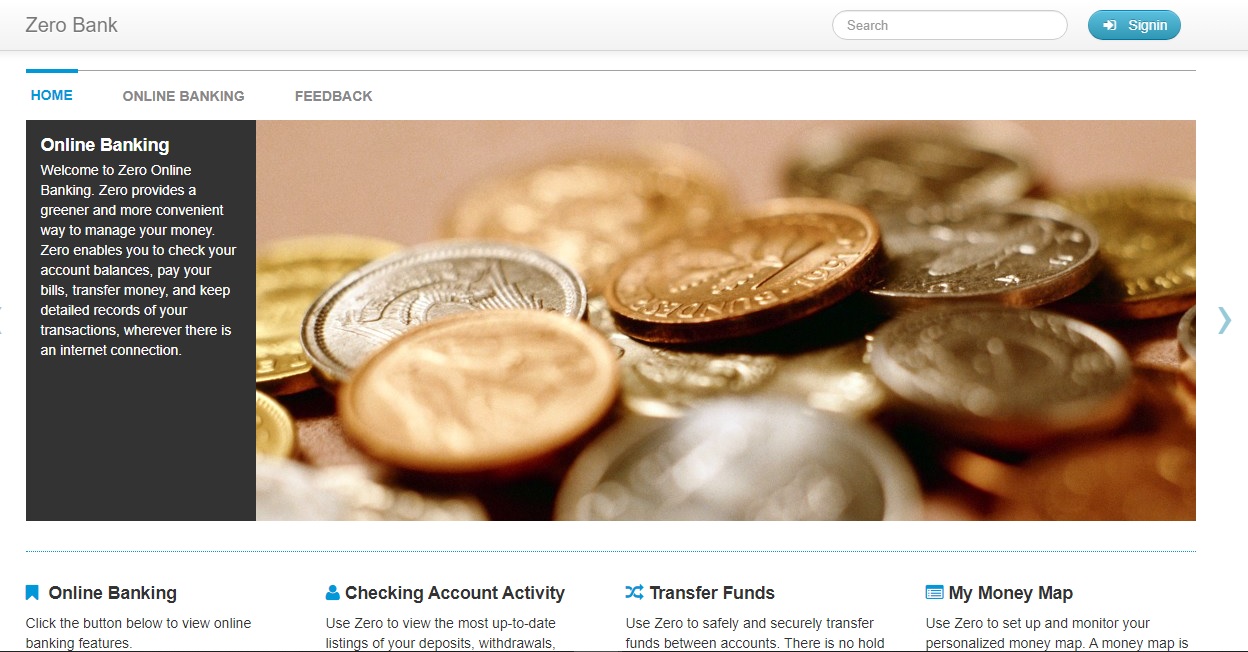 Zero Bank
Search
Signin
HOME
ONLINE BANKING
FEEDBACK
Online Banking
Welcome to Zero Online
Banking. Zero provides a
greener and more convenient
way to manage your money.
Zero enables you to check your
account balances, pay your
bills, transfer money, and keep
detailed records of your
transactions, wherever there is
an internet connection.
Online Banking
Click the button below to view online
banking features.
Checking Account Activity
Use Zero to view the most up-to-date
listings of your deposits, withdrawals,
Transfer Funds
Use Zero to safely and securely transfer
funds between accounts. There is no hold
My Money Map
Use Zero to set up and monitor your
personalized money map. A money map is